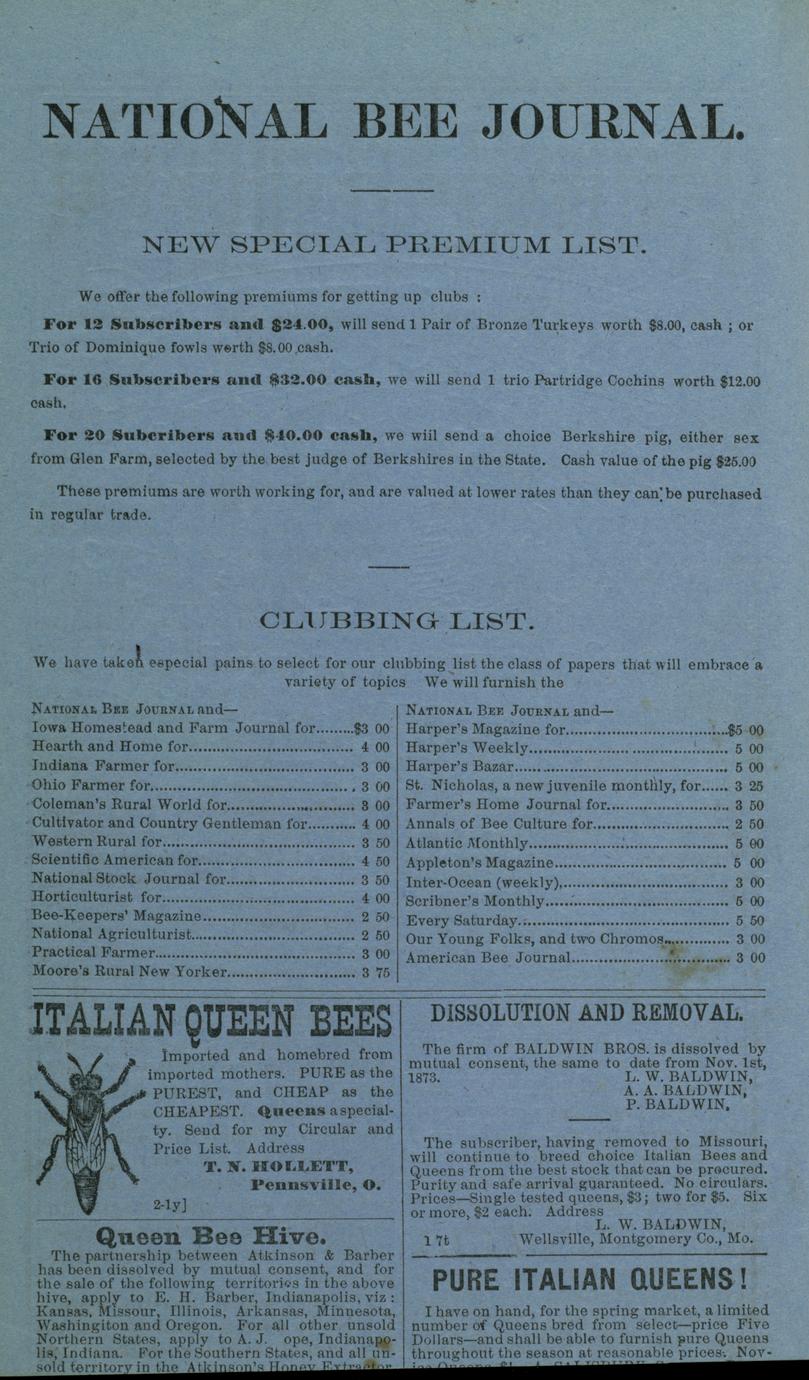 NATIONAL BEE JOURNAL.
NEW SPECIAL PREMIUM LIST.
We offer the following premiums for getting up clubs :
For 12 Subscribers and $24.00, will send 1 Pair of Bronze Turkeys worth $8.00, cash ; or
Trio of Dominique fowls worth $8.00 cash.
For 16 Subscribers and $32.00 cash, we will send 1 trio Partridge Cochins worth $12.00
cash.
For 20 Subcribers and $40.00 cash, we wiil send a choice Berkshire pig, either sex
from Glen Farm, selected by the best judge of Berkshires in the State. Cash value of the pig $25.00
These premiums are worth working for, and are valued at lower rates than they can be purchased
in regular trade.
CLUBBING LIST.
We have taken especial pains to select for our clubbing list the class of papers that will embrace a
variety of topics We will furnish the
NATIONAL BEE JOURNAL and—
Iowa Homestead and Farm Journal for.........$3 00
Hearth and Home for.................................... 4 00
Indiana Farmer for....................................... 3 00
Ohio Farmer for............................................ 3 00
Coleman's Rural World for............................ 3 00
Cultivator and Country Gentleman for.......... 4 00
Western Rural for.......................................... 3 50
Scientific American for.................................. 4 50
National Stock Journal for............................ 3 50
Horticulturist for.......................................... 4 00
Bee-Keepers' Magazine................................. 2 50
National Agriculturist.................................... 2 50
Practical Farmer........................................... 3 00
Moore's Rural New Yorker............................ 3 75
NATIONAL BEE JOURNAL and—
Harper's Magazine for...................................$5 00
Harper's Weekly........................................... 5 00
Harper's Bazar.............................................. 5 00
St. Nicholas, a new juvenile monthly, for...... 3 25
Farmer's Home Journal for.......................... 3 50
Annals of Bee Culture for............................. 2 50
Atlantic Monthly........................................... 5 00
Appleton's Magazine..................................... 5 00
Inter-Ocean (weekly),.................................... 3 00
Scribner's Monthly........................................ 5 00
Every Saturday............................................. 5 50
Our Young Folks, and two Chromos.............. 3 00
American Bee Journal................................... 3 00
ITALIAN QUEEN BEES
Imported and homebred from
imported mothers. PURE as the
PUREST, and CHEAP as the
CHEAPEST. Queens a special-
ty. Send for my Circular and
Price List. Address
T. N. HOLLETT,
Pennsville, O.
2-1y]
Queen Bee Hive.
The partnership between Atkinson & Barber
has been dissolved by mutual consent, and for
the sale of the following territories in the above
hive, apply to E. H. Barber, Indianapolis, viz :
Kansas, Missour, Illinois, Arkansas, Minnesota,
Washingiton and Oregon. For all other unsold
Northern States, apply to A. J. ope, Indianapo-
lis, Indiana. For the Southern States, and all un-
sold territory in the Atkinson's Honey Extractor
DISSOLUTION AND REMOVAL.
The firm of BALDWIN BROS. is dissolved by
mutual consent, the same to date from Nov. 1st,
1873. L. W. BALDWIN,
A. A. BALDWIN,
P. BALDWIN,
The subscriber, having removed to Missouri,
will continue to breed choice Italian Bees and
Queens from the best stock that can be procured.
Purity and safe arrival guaranteed. No circulars.
Prices—Single tested queens, $3; two for $5. Six
or more, $2 each. Address
L. W. BALDWIN,
1 7t Wellsville, Montgomery Co., Mo.
PURE ITALIAN QUEENS!
I have on hand, for the spring market, a limited
number of Queens bred from select—price Five
Dollars—and shall be able to furnish pure Queens
throughout the season at reasonable prices. Nov-